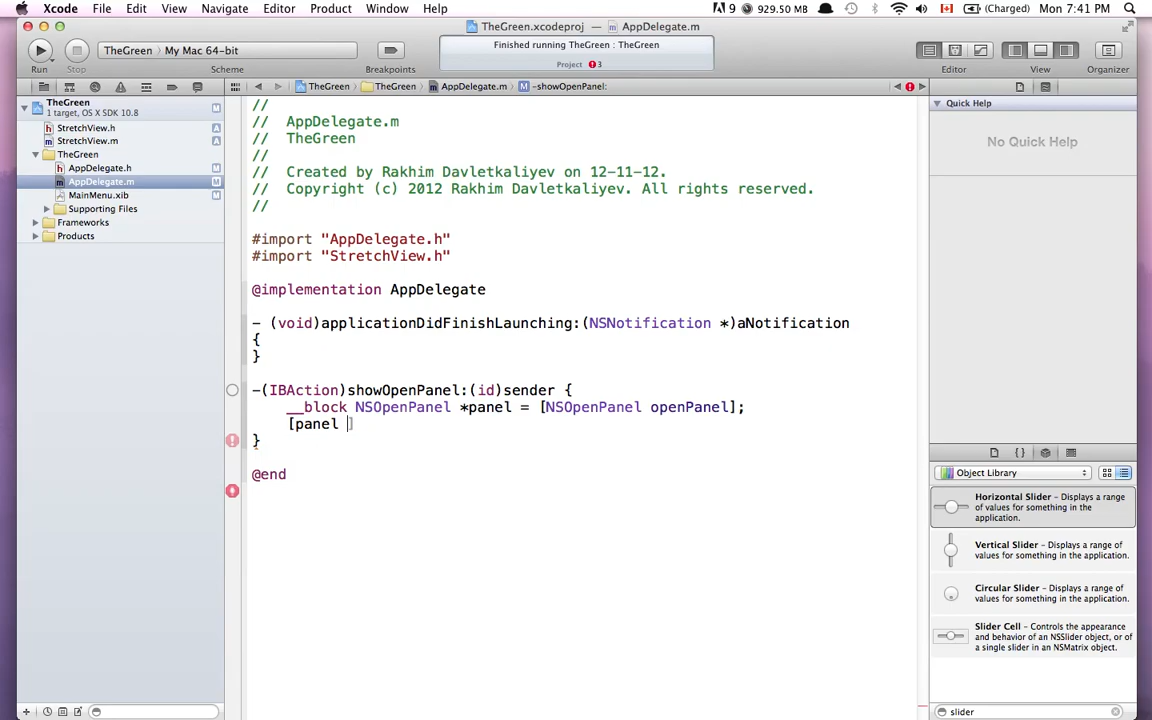 Xcode File Edit View Navigate Editor Product Window Help 9 929.50 MB (Charged) Mon 7:41 PM
TheGreen.xcodeproj — AppDelegate.m
TheGreen My Mac 64-bit
Finished running TheGreen : TheGreen
Project 3
Run Stop Scheme Breakpoints Editor View Organizer
TheGreen TheGreen AppDelegate.m M -showOpenPanel:
TheGreen M
1 target, OS X SDK 10.8
StretchView.h A
StretchView.m A
TheGreen
AppDelegate.h M
AppDelegate.m M
MainMenu.xib M
Supporting Files
Frameworks
Products
//
//  AppDelegate.m
//  TheGreen
//
//  Created by Rakhim Davletkaliyev on 12-11-12.
//  Copyright (c) 2012 Rakhim Davletkaliyev. All rights reserved.
//
#import "AppDelegate.h"
#import "StretchView.h"
@implementation AppDelegate
- (void)applicationDidFinishLaunching:(NSNotification *)aNotification
{
}
-(IBAction)showOpenPanel:(id)sender {
__block NSOpenPanel *panel = [NSOpenPanel openPanel];
[panel ]
}
@end
Quick Help
No Quick Help
{ }
Object Library
Horizontal Slider - Displays a range
of values for something in the
application.
Vertical Slider - Displays a range of
values for something in the application.
Circular Slider - Displays a range of
values for something in the application.
Slider Cell - Controls the appearance
and behavior of an NSSlider object, or of
a single slider in an NSMatrix object.
slider